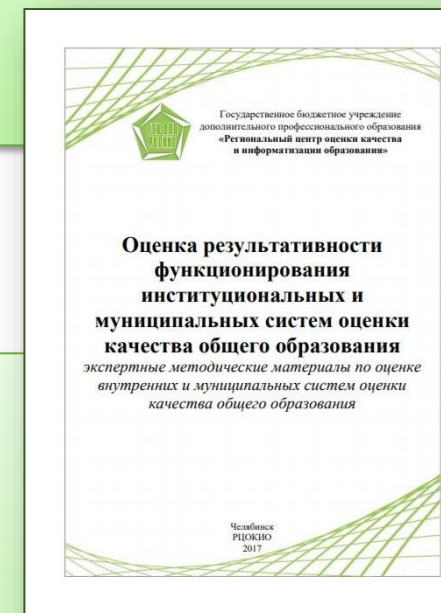 Государственное бюджетное учреждение
дополнительного профессионального образования
«Региональный центр оценки качества
и информатизации образования»
Оценка результативности
функционирования
институциональных и
муниципальных систем оценки
качества общего образования
экспертные методические материалы по оценке
внутренних и муниципальных систем оценки
качества общего образования
Челябинск
РЦОКИО
2017